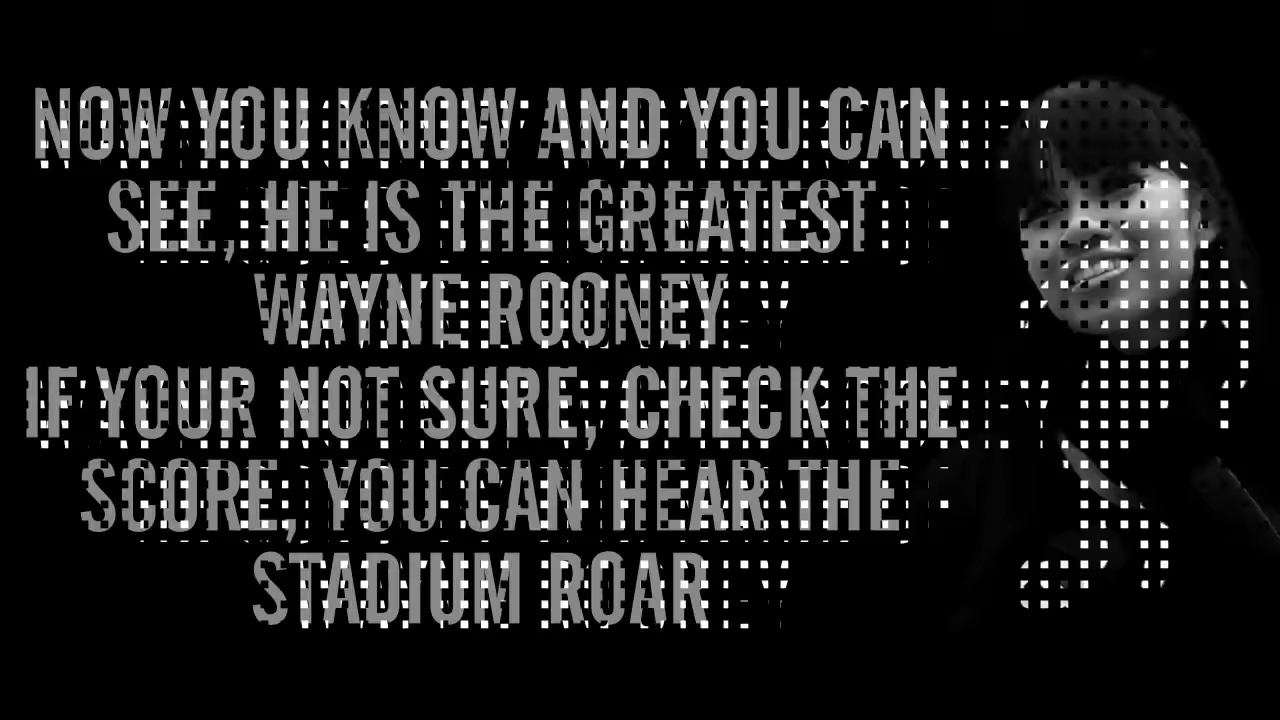 NOW YOU KNOW AND YOU CAN
SEE, HE IS THE GREATEST
WAYNE ROONEY
IF YOUR NOT SURE, CHECK THE
SCORE, YOU CAN HEAR THE
STADIUM ROAR